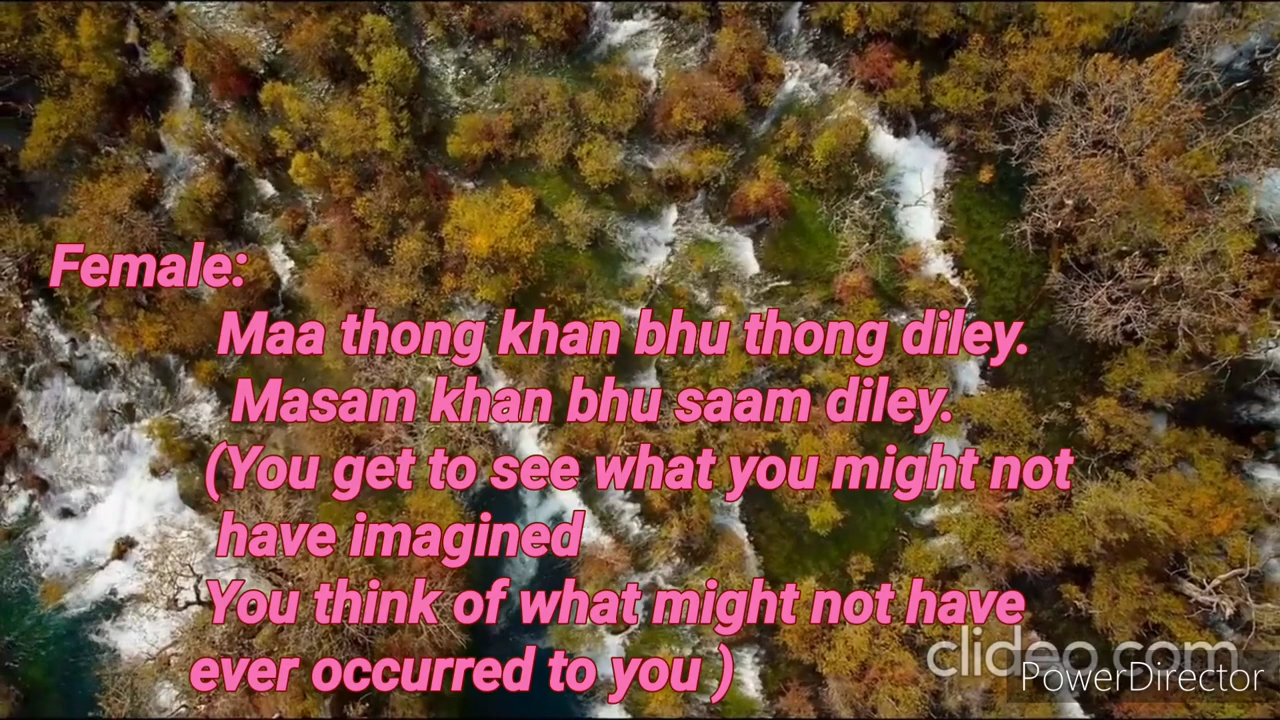 Female:
Maa thong khan bhu thong diley.
Masam khan bhu saam diley.
(You get to see what you might not
have imagined
You think of what might not have
ever occurred to you )
clideo.com
PowerDirector